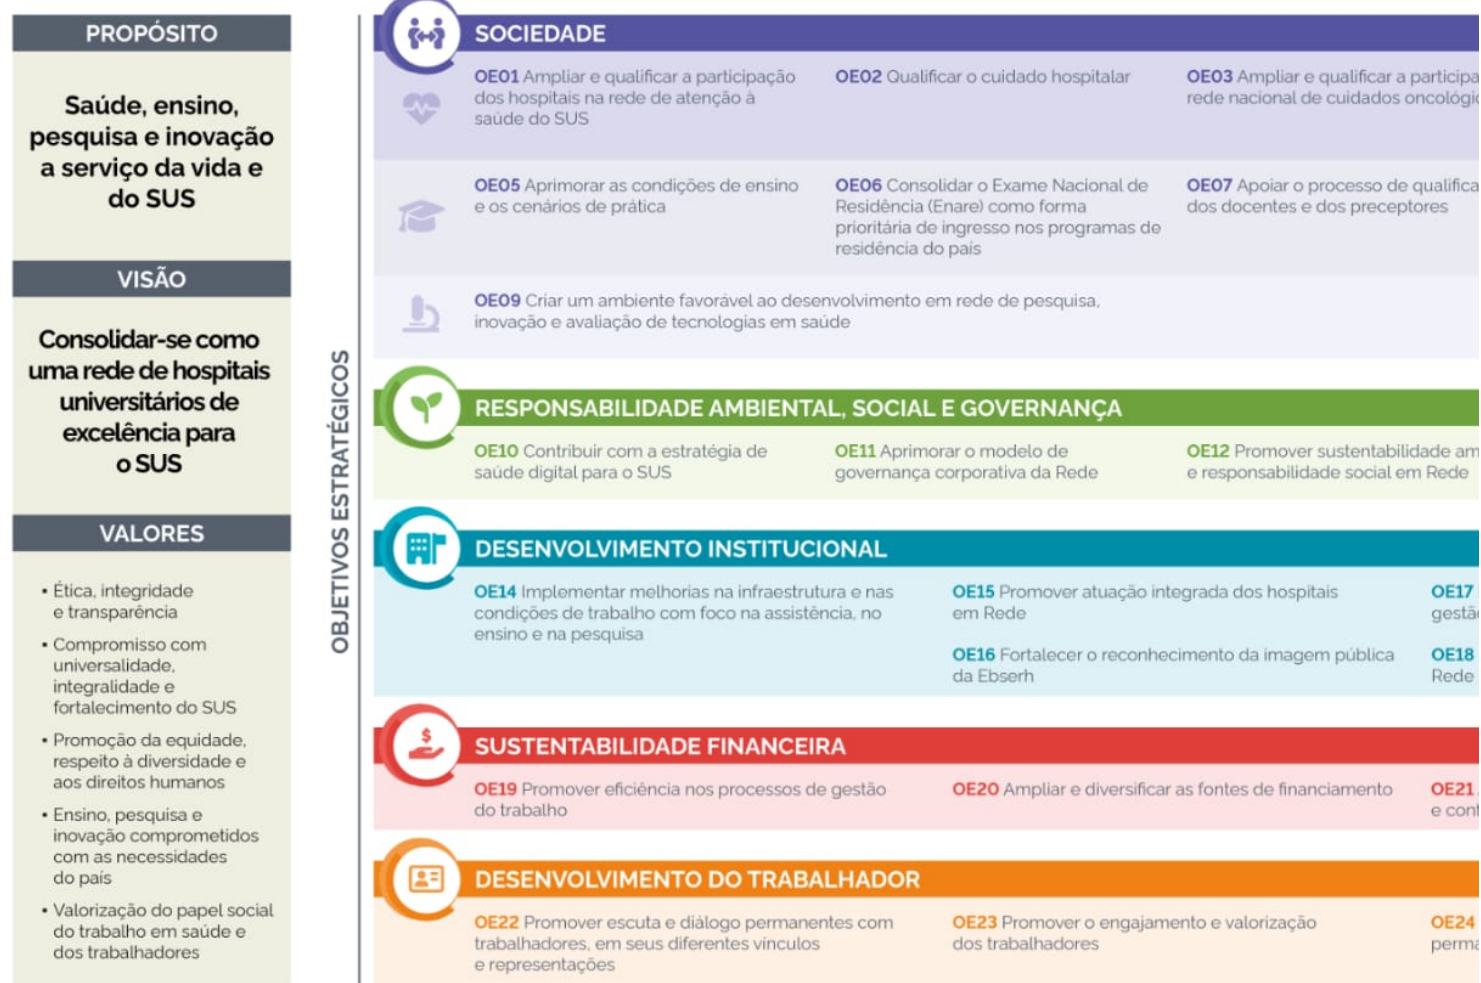 PROPÓSITO
Saúde, ensino,
pesquisa e inovação
a serviço da vida e
do SUS
VISÃO
Consolidar-se como
uma rede de hospitais
universitários de
excelência para
o SUS
VALORES
• Ética, integridade
e transparência
• Compromisso com
universalidade,
integralidade e
fortalecimento do SUS
• Promoção da equidade,
respeito à diversidade e
aos direitos humanos
• Ensino, pesquisa e
inovação comprometidos
com as necessidades
do país
• Valorização do papel social
do trabalho em saúde e
dos trabalhadores
OBJETIVOS ESTRATÉGICOS
SOCIEDADE
OE01 Ampliar e qualificar a participação
dos hospitais na rede de atenção à
saúde do SUS
OE02 Qualificar o cuidado hospitalar
OE03 Ampliar e qualificar a
rede nacional de cuidados
OE05 Aprimorar as condições de ensino
e os cenários de prática
OE06 Consolidar o Exame Nacional de
Residência (Enare) como forma
prioritária de ingresso nos programas de
residência do país
OE07 Apoiar o processo de
dos docentes e dos preceptores
OE09 Criar um ambiente favorável ao desenvolvimento em rede de pesquisa,
inovação e avaliação de tecnologias em saúde
RESPONSABILIDADE AMBIENTAL, SOCIAL E GOVERNANÇA
OE10 Contribuir com a estratégia de
saúde digital para o SUS
OE11 Aprimorar o modelo de
governança corporativa da Rede
OE12 Promover sustentabilidade
e responsabilidade social em Rede
DESENVOLVIMENTO INSTITUCIONAL
OE14 Implementar melhorias na infraestrutura e nas
condições de trabalho com foco na assistência, no
ensino e na pesquisa
OE15 Promover atuação integrada dos hospitais
em Rede
OE16 Fortalecer o reconhecimento da imagem pública
da Ebserh
OE17
OE18
Rede
SUSTENTABILIDADE FINANCEIRA
OE19 Promover eficiência nos processos de gestão
do trabalho
OE20 Ampliar e diversificar as fontes de financiamento
OE21
e
DESENVOLVIMENTO DO TRABALHADOR
OE22 Promover escuta e diálogo permanentes com
trabalhadores, em seus diferentes vínculos
e representações
OE23 Promover o engajamento e valorização
dos trabalhadores
OE24